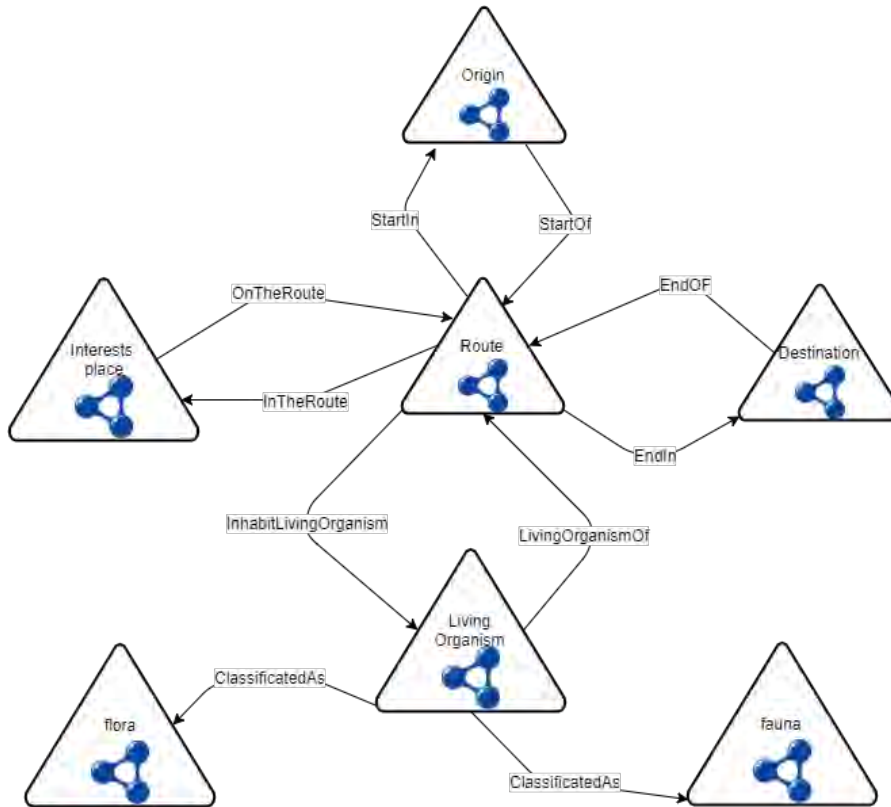 Origin
StartIn
StartOf
OnTheRoute
EndOF
Interests
place
Route
Destination
InTheRoute
EndIn
InhabitLivingOrganism
LivingOrganismOf
Living
Organism
ClassificatedAs
flora
fauna
ClassificatedAs